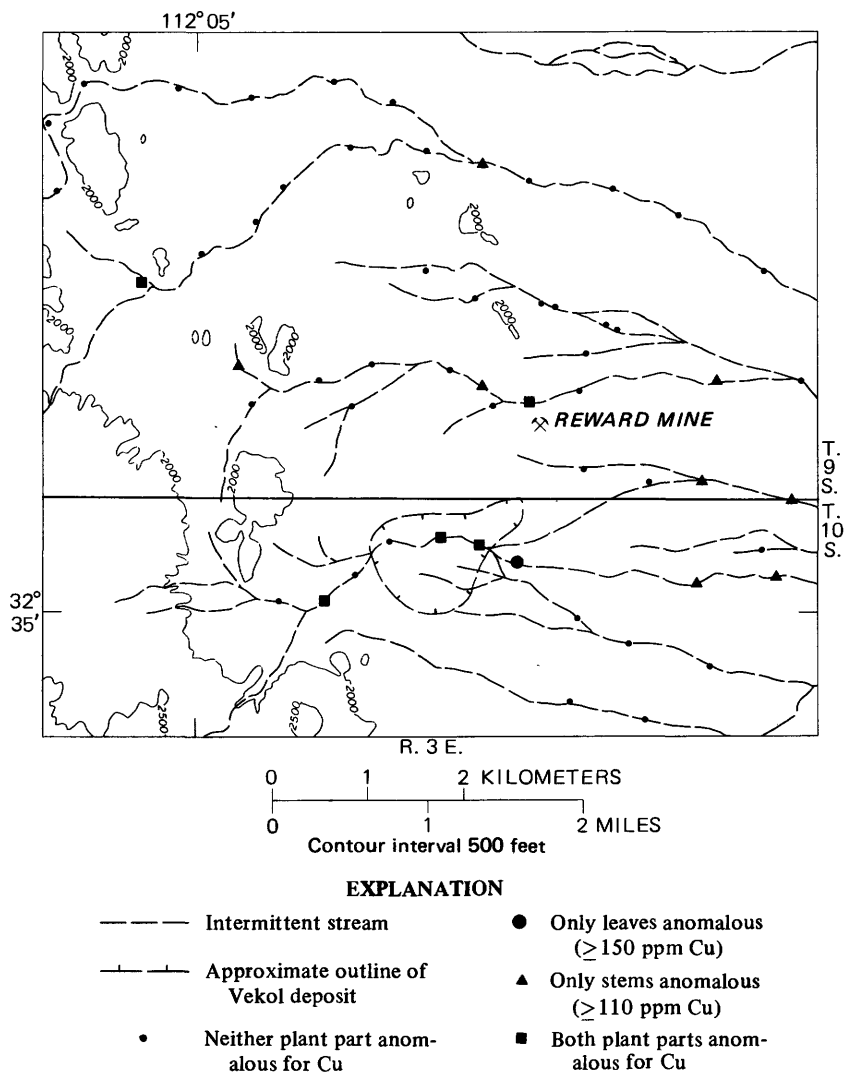 112° 05'
2000
2000
2000
2000
2000
2000
2000
2000
2000
REWARD MINE
2000
2000
T.
9
S.
T.
10
S.
32°
35'
2000
2500
2500
R. 3 E.
0 1 2 KILOMETERS
0 1 2 MILES
Contour interval 500 feet
EXPLANATION
Intermittent stream
Approximate outline of
Vekol deposit
Neither plant part anom-
alous for Cu
Only leaves anomalous
(≥150 ppm Cu)
Only stems anomalous
(≥110 ppm Cu)
Both plant parts anom-
alous for Cu